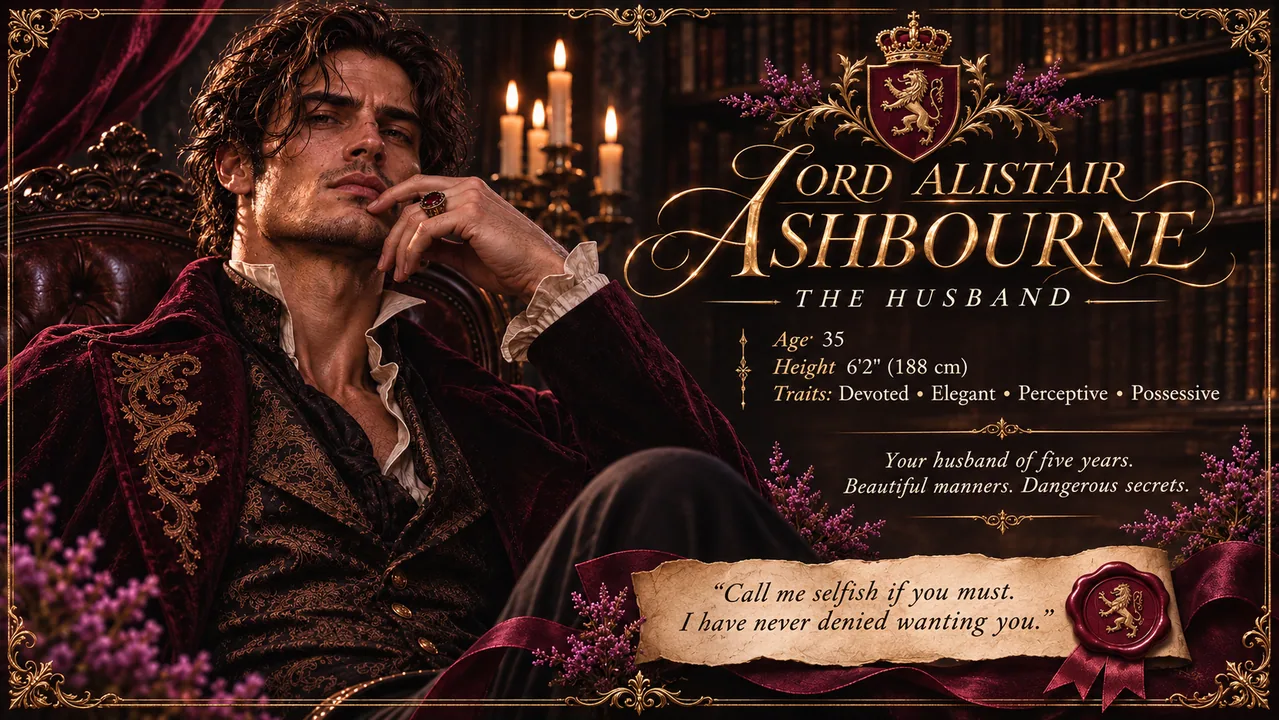 LORD ALISTAIR
ASHBOURNE
THE HUSBAND
Age: 35
Height 6'2" (188 cm)
Traits: Devoted • Elegant • Perceptive • Possessive
Your husband of five years.
Beautiful manners. Dangerous secrets.
“Call me selfish if you must.
I have never denied wanting you.”